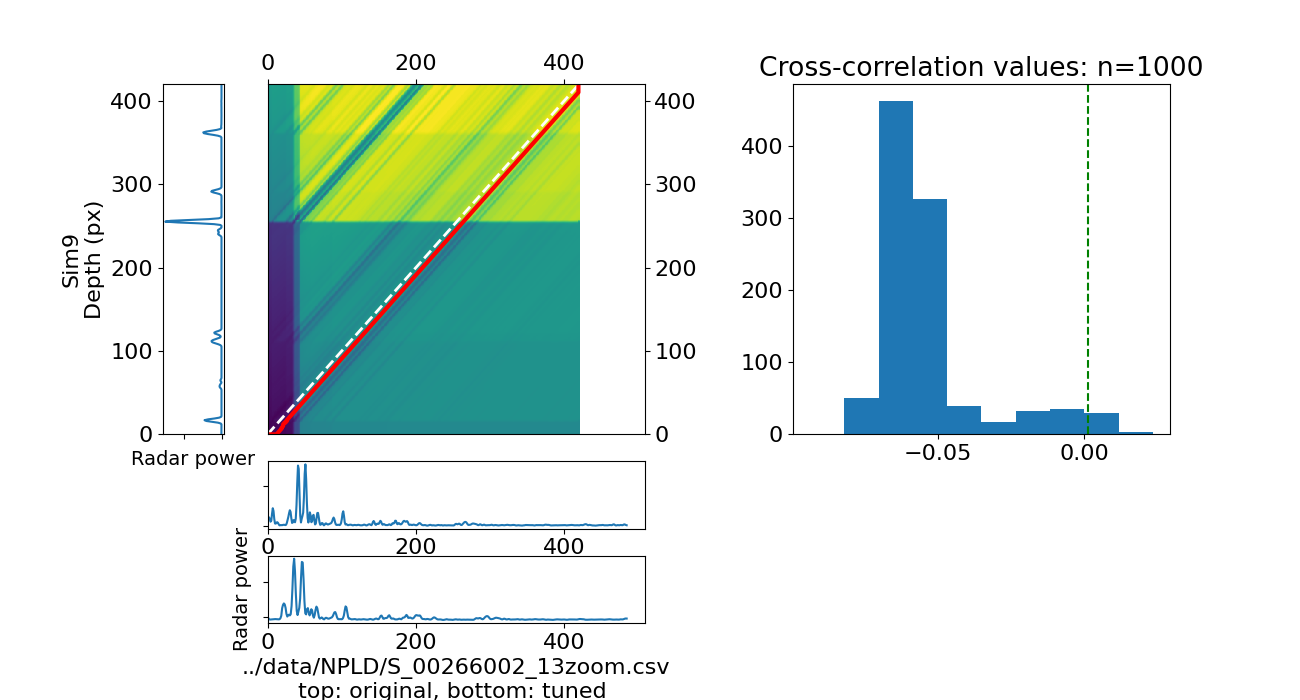 0 200 400
Cross-correlation values: n=1000
400 400 400
300 300 300
200 200 200
100 100 100
0 0 0
Sim9
Depth (px)
−0.05 0.00
Radar power
0 200 400
Radar power
0 200 400
../data/NPLD/S_00266002_13zoom.csv
top: original, bottom: tuned